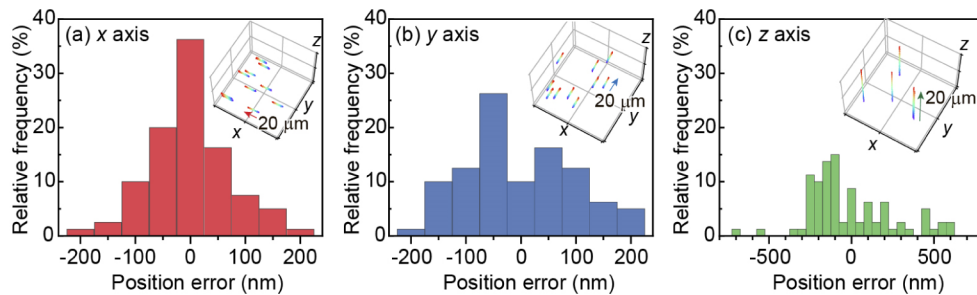 (a) x axis
(b) y axis
(c) z axis
Relative frequency (%)
40
30
20
10
0
-200
-100
0
100
200
Position error (nm)
x
y
z
20 μm
Relative frequency (%)
40
30
20
10
0
-200
-100
0
100
200
Position error (nm)
x
y
z
20 μm
Relative frequency (%)
40
30
20
10
0
-500
0
500
Position error (nm)
x
y
z
20 μm